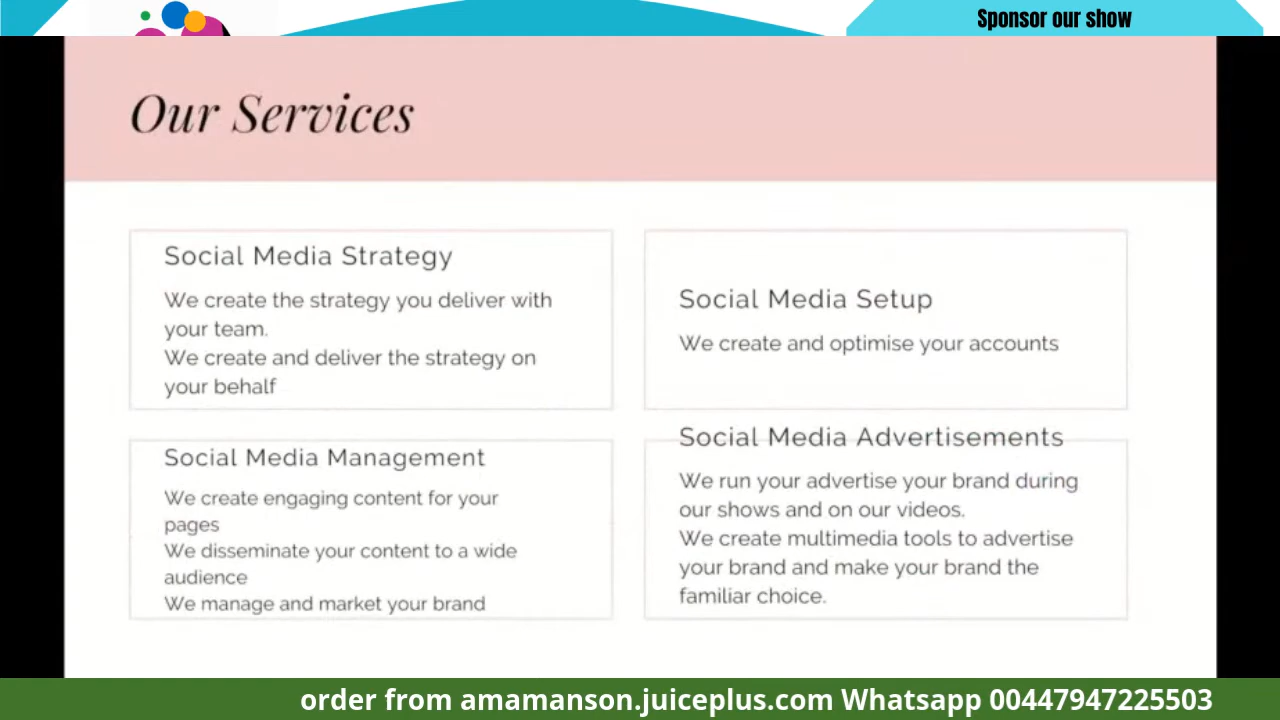 Sponsor our show
Our Services
Social Media Strategy
We create the strategy you deliver with
your team.
We create and deliver the strategy on
your behalf
Social Media Setup
We create and optimise your accounts
Social Media Management
We create engaging content for your
pages
We disseminate your content to a wide
audience
We manage and market your brand
Social Media Advertisements
We run your advertise your brand during
our shows and on our videos.
We create multimedia tools to advertise
your brand and make your brand the
familiar choice.
order from amamanson.juiceplus.com Whatsapp 00447947225503